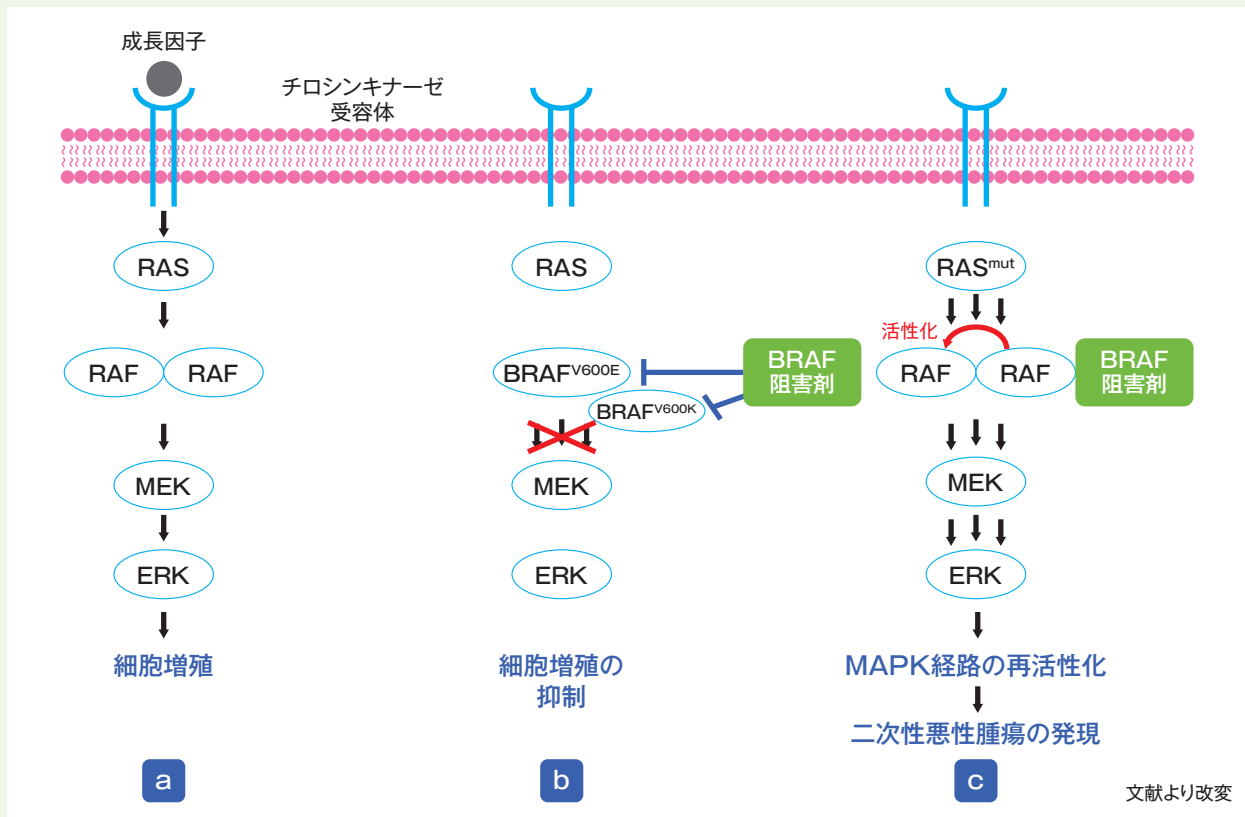 成長因子
チロシンキナーゼ
受容体
RAS
RAF
RAF
MEK
ERK
細胞増殖
a
RAS
BRAFV600E
BRAFV600K
BRAF
阻害剤
MEK
ERK
細胞増殖の
抑制
b
RASmut
活性化
RAF
RAF
BRAF
阻害剤
MEK
ERK
MAPK経路の再活性化
二次性悪性腫瘍の発現
c
文献より改変